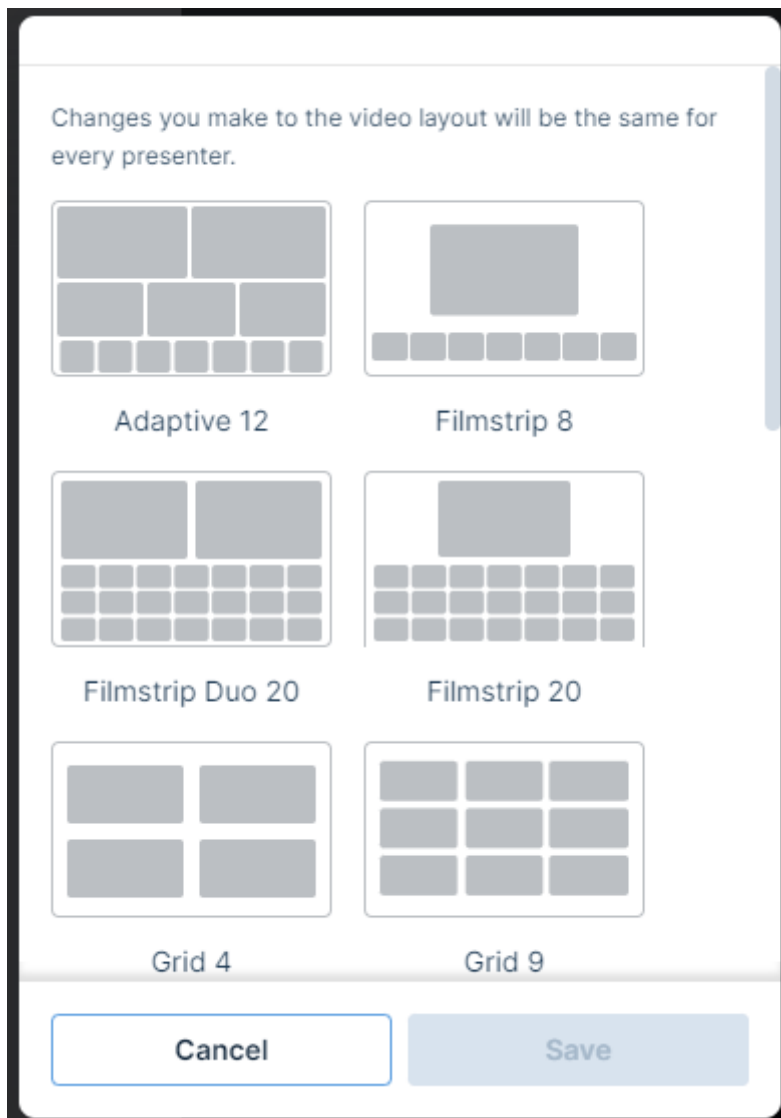 Changes you make to the video layout will be the same for
every presenter.
Adaptive 12
Filmstrip 8
Filmstrip Duo 20
Filmstrip 20
Grid 4
Grid 9
Cancel
Save